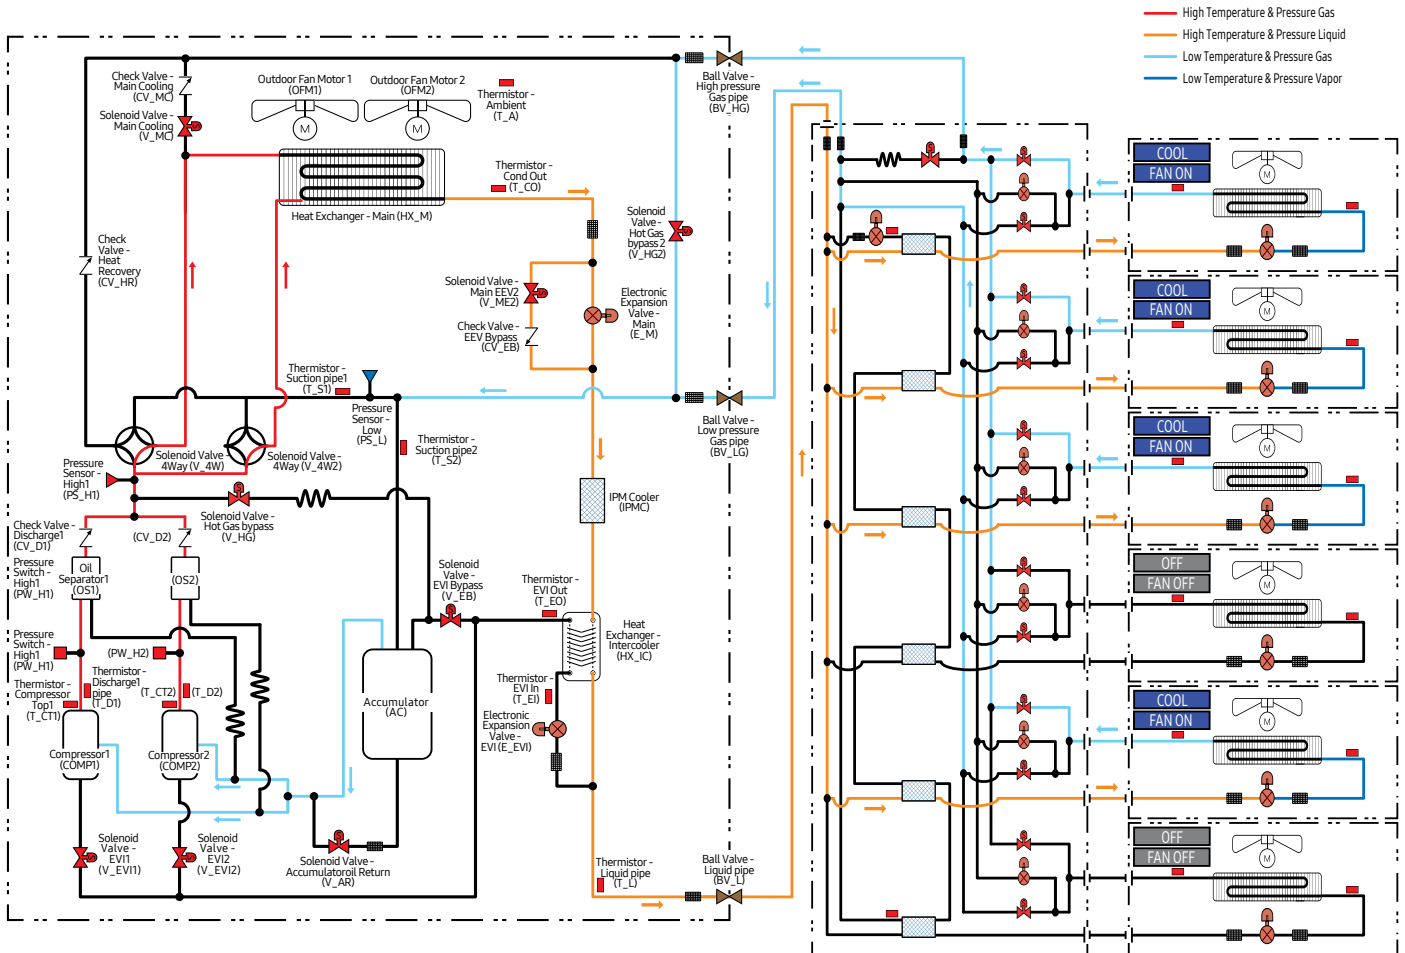 High Temperature & Pressure Gas
High Temperature & Pressure Liquid
Low Temperature & Pressure Gas
Low Temperature & Pressure Vapor
Check Valve -
Main Cooling
(CV_MC)
Outdoor Fan Motor 1
(OFM1)
Outdoor Fan Motor 2
(OFM2)
Thermistor -
Ambient
(T_A)
Ball Valve -
High pressure
Gas pipe
(BV_HG)
Solenoid Valve -
Main Cooling
(V_MC)
M
M
Thermistor -
Cond Out
(T_CO)
Heat Exchanger - Main (HX_M)
Solenoid
Valve -
Hot Gas
bypass 2
(V_HG2)
Check
Valve -
Heat
Recovery
(CV_HR)
Solenoid Valve -
Main EEV2
(V_ME2)
Check Valve -
EEV Bypass
(CV_EB)
Electronic
Expansion
Valve -
Main
(E_M)
Thermistor -
Suction pipe1
(T_S1)
Pressure
Sensor -
Low
(PS_L)
Thermistor -
Suction pipe2
(T_S2)
Ball Valve -
Low pressure
Gas pipe
(BV_LG)
Solenoid Valve -
4Way (V_4W)
Solenoid Valve -
4Way (V_4W2)
Pressure
Sensor -
High1
(PS_H1)
Solenoid Valve -
Hot Gas bypass
(V_HG)
IPM Cooler
(IPMC)
Check Valve -
Discharge1
(CV_D1)
(CV_D2)
Pressure
Switch -
High1
(PW_H1)
Oil
Separator1
(OS1)
(OS2)
Solenoid
Valve -
EVI Bypass
(V_EB)
Thermistor -
EVI Out
(T_EO)
Heat
Exchanger -
Intercooler
(HX_IC)
Pressure
Switch -
High1
(PW_H1)
(PW_H2)
Thermistor -
Compressor
Top1
(T_CT1)
Thermistor -
Discharge1
pipe
(T_D1)
(T_CT2)
(T_D2)
Accumulator
(AC)
Thermistor -
EVI In
(T_EI)
Electronic
Expansion
Valve -
EVI (E_EVI)
Compressor1
(COMP1)
Compressor2
(COMP2)
Solenoid
Valve -
EVI1
(V_EVI1)
Solenoid
Valve -
EVI2
(V_EVI2)
Solenoid Valve -
Accumulatoroil Return
(V_AR)
Thermistor -
Liquid pipe
(T_L)
Ball Valve -
Liquid pipe
(BV_L)
COOL
FAN ON
M
COOL
FAN ON
M
COOL
FAN ON
M
OFF
FAN OFF
M
COOL
FAN ON
M
OFF
FAN OFF
M